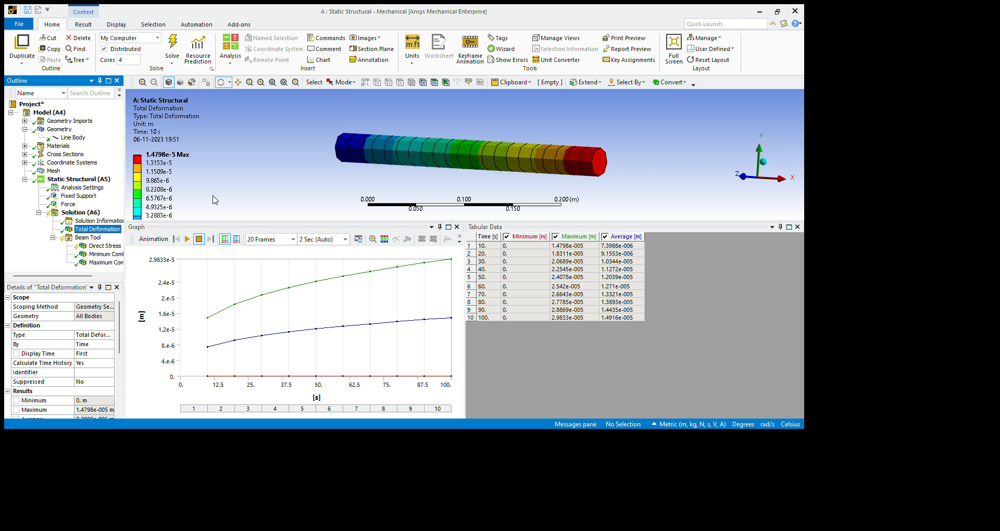 Context
A : Static Structural - Mechanical [Ansys Mechanical Enterprise]
File Home Result Display Selection Automation Add-ons
Quick Launch
Duplicate
Cut
Copy
Paste
Delete
Find
Tree
Outline
My Computer
Distributed
Cores 4
Solve
Resource Prediction
Solve
Analysis
Named Selection
Coordinate System
Remote Point
Commands
Comment
Chart
Images
Section Plane
Annotation
Insert
Units
Worksheet
Keyframe Animation
Tags
Wizard
Show Errors
Manage Views
Selection Information
Unit Converter
Print Preview
Report Preview
Key Assignments
Tools
Full Screen
Manage
User Defined
Reset Layout
Layout
Outline
Select Mode Clipboard [ Empty ] Extend Select By Convert
Name Search Outline
Project*
Model (A4)
Geometry Imports
Geometry
Line Body
Materials
Cross Sections
Coordinate Systems
Mesh
Static Structural (A5)
Analysis Settings
Fixed Support
Force
Solution (A6)
Solution Informatio
Total Deformation
Beam Tool
Direct Stress
Minimum Coml
Maximum Com
A: Static Structural
Total Deformation
Type: Total Deformation
Unit: m
Time: 10 s
06-11-2023 19:51
1.4798e-5 Max
1.3153e-5
1.1509e-5
9.865e-6
8.2208e-6
6.5767e-6
4.9325e-6
3.2883e-6
0.000 0.100 0.200 (m)
0.050 0.150
Y
Z X
Details of "Total Deformation'
Scope
Scoping Method Geometry Se...
Geometry All Bodies
Definition
Type Total Defor...
By Time
Display Time First
Calculate Time History Yes
Identifier
Suppressed No
Results
Minimum 0. m
Maximum 1.4798e-005 m
Graph
Animation 20 Frames 2 Sec (Auto)
2.9833e-5
2.4e-5
2.e-5
1.6e-5
1.2e-5
8.e-6
4.e-6
0.
[m]
0. 12.5 25. 37.5 50. 62.5 75. 87.5 100.
[s]
1 2 3 4 5 6 7 8 9 10
Tabular Data
Time [s] Minimum [m] Maximum [m] Average [m]
1 10. 0. 1.4798e-005 7.3988e-006
2 20. 0. 1.8311e-005 9.1553e-006
3 30. 0. 2.0689e-005 1.0344e-005
4 40. 0. 2.2545e-005 1.1272e-005
5 50. 0. 2.4078e-005 1.2039e-005
6 60. 0. 2.542e-005 1.271e-005
7 70. 0. 2.6643e-005 1.3321e-005
8 80. 0. 2.7785e-005 1.3893e-005
9 90. 0. 2.8869e-005 1.4435e-005
10 100. 0. 2.9833e-005 1.4916e-005
Messages pane No Selection Metric (m, kg, N, s, V, A) Degrees rad/s Celsius